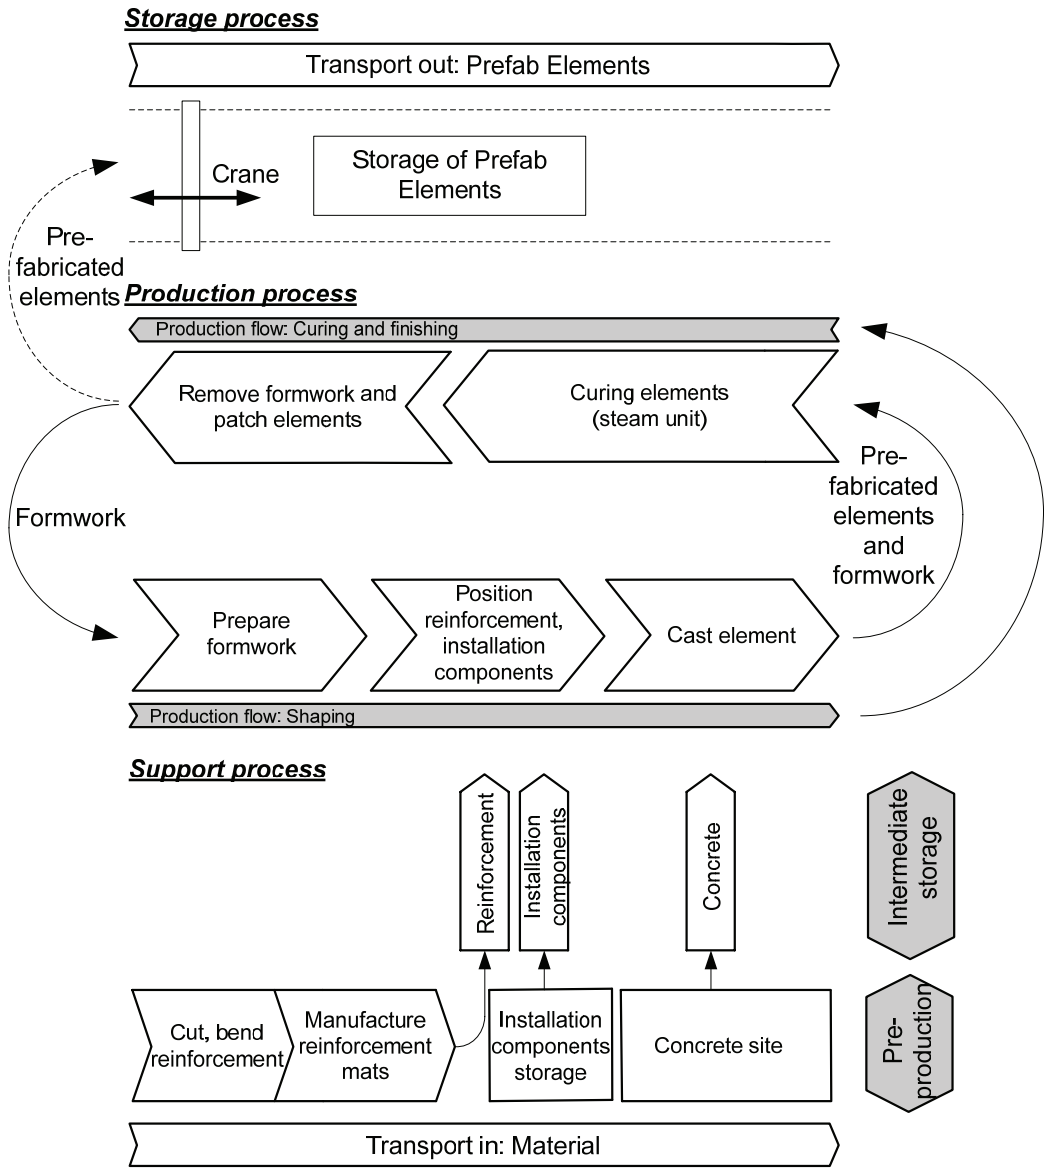 Storage process
Transport out: Prefab Elements
Crane
Storage of Prefab
Elements
Pre-
fabricated
elements
Production process
Production flow: Curing and finishing
Remove formwork and
patch elements
Curing elements
(steam unit)
Pre-
fabricated
elements
and
formwork
Formwork
Prepare
formwork
Position
reinforcement,
installation
components
Cast element
Production flow: Shaping
Support process
Reinforcement
Installation
components
Concrete
Intermediate
storage
Cut, bend
reinforcement
Manufacture
reinforcement
mats
Installation
components
storage
Concrete site
Pre-
production
Transport in: Material